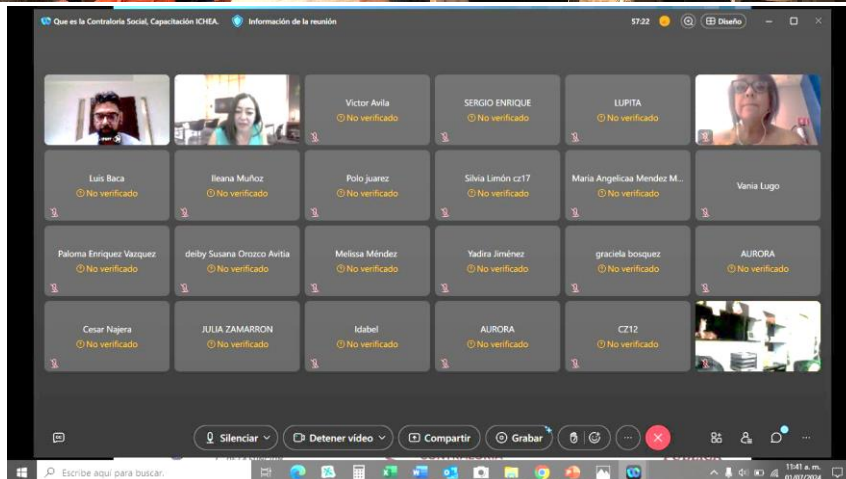 Que es la Contraloria Social, Capacitación ICHEA.
Información de la reunión
57:22
Diseño
Victor Avila
No verificado
SERGIO ENRIQUE
No verificado
LUPITA
No verificado
Luis Baca
No verificado
Ileana Muñoz
No verificado
Polo juarez
No verificado
Silvia Limón cz17
No verificado
Maria Angelicaa Mendez M...
No verificado
Vania Lugo
Paloma Enriquez Vazquez
No verificado
deiby Susana Orozco Avitia
No verificado
Melissa Méndez
No verificado
Yadira Jiménez
No verificado
graciela bosquez
No verificado
AURORA
No verificado
Cesar Najera
No verificado
JULIA ZAMARRON
No verificado
Idabel
No verificado
AURORA
No verificado
CZ12
No verificado
Silenciar
Detener vídeo
Compartir
Grabar
CONTRALORÍA
Escribe aquí para buscar.
11:41 a. m.
01/07/2024